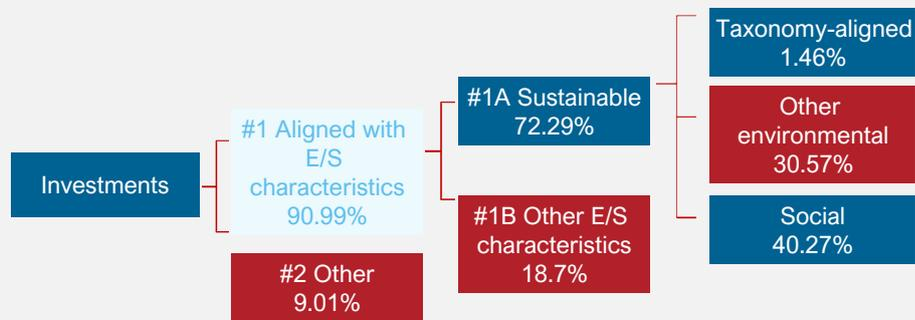 Investments
#1 Aligned with
E/S
characteristics
90.99%
#2 Other
9.01%
#1A Sustainable
72.29%
#1B Other E/S
characteristics
18.7%
Taxonomy-aligned
1.46%
Other
environmental
30.57%
Social
40.27%